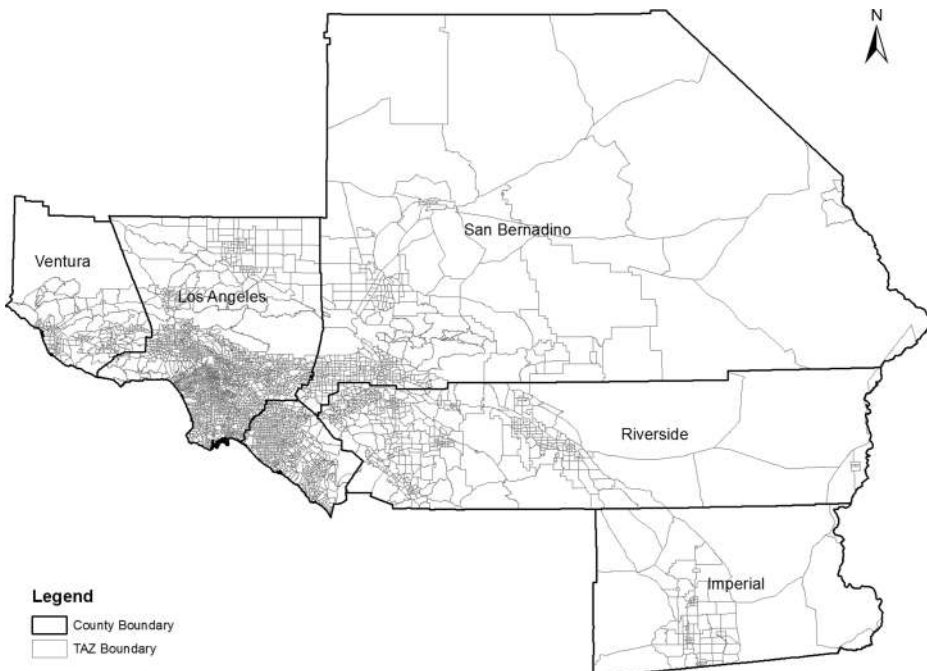 N
San Bernadino
Ventura
Los Angeles
Riverside
Imperial
Legend
County Boundary
TAZ Boundary